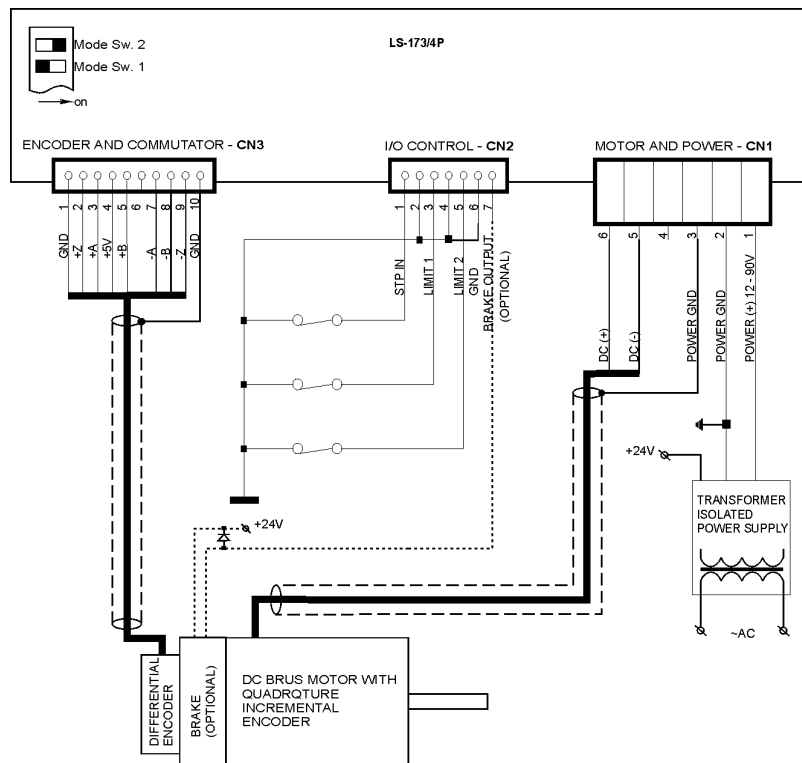 LS-173/4P
Mode Sw. 2
Mode Sw. 1
on
ENCODER AND COMMUTATOR - CN3
I/O CONTROL - CN2
MOTOR AND POWER - CN1
1
2
3
4
5
6
7
8
9
10
GND
+Z
+A
+5V
+B
-A
-B
-Z
GND
1
2
3
4
5
6
7
STP IN
LIMIT 1
LIMIT 2
GND
BRAKE OUTPUT
(OPTIONAL)
6
5
4
3
2
1
DC (+)
DC (-)
POWER GND
POWER GND
POWER (+) 12 - 90V
+24V
TRANSFORMER
ISOLATED
POWER SUPPLY
~AC
+24V
DIFFERENTIAL
ENCODER
BRAKE
(OPTIONAL)
DC BRUS MOTOR WITH
QUADRQTURE
INCREMENTAL
ENCODER